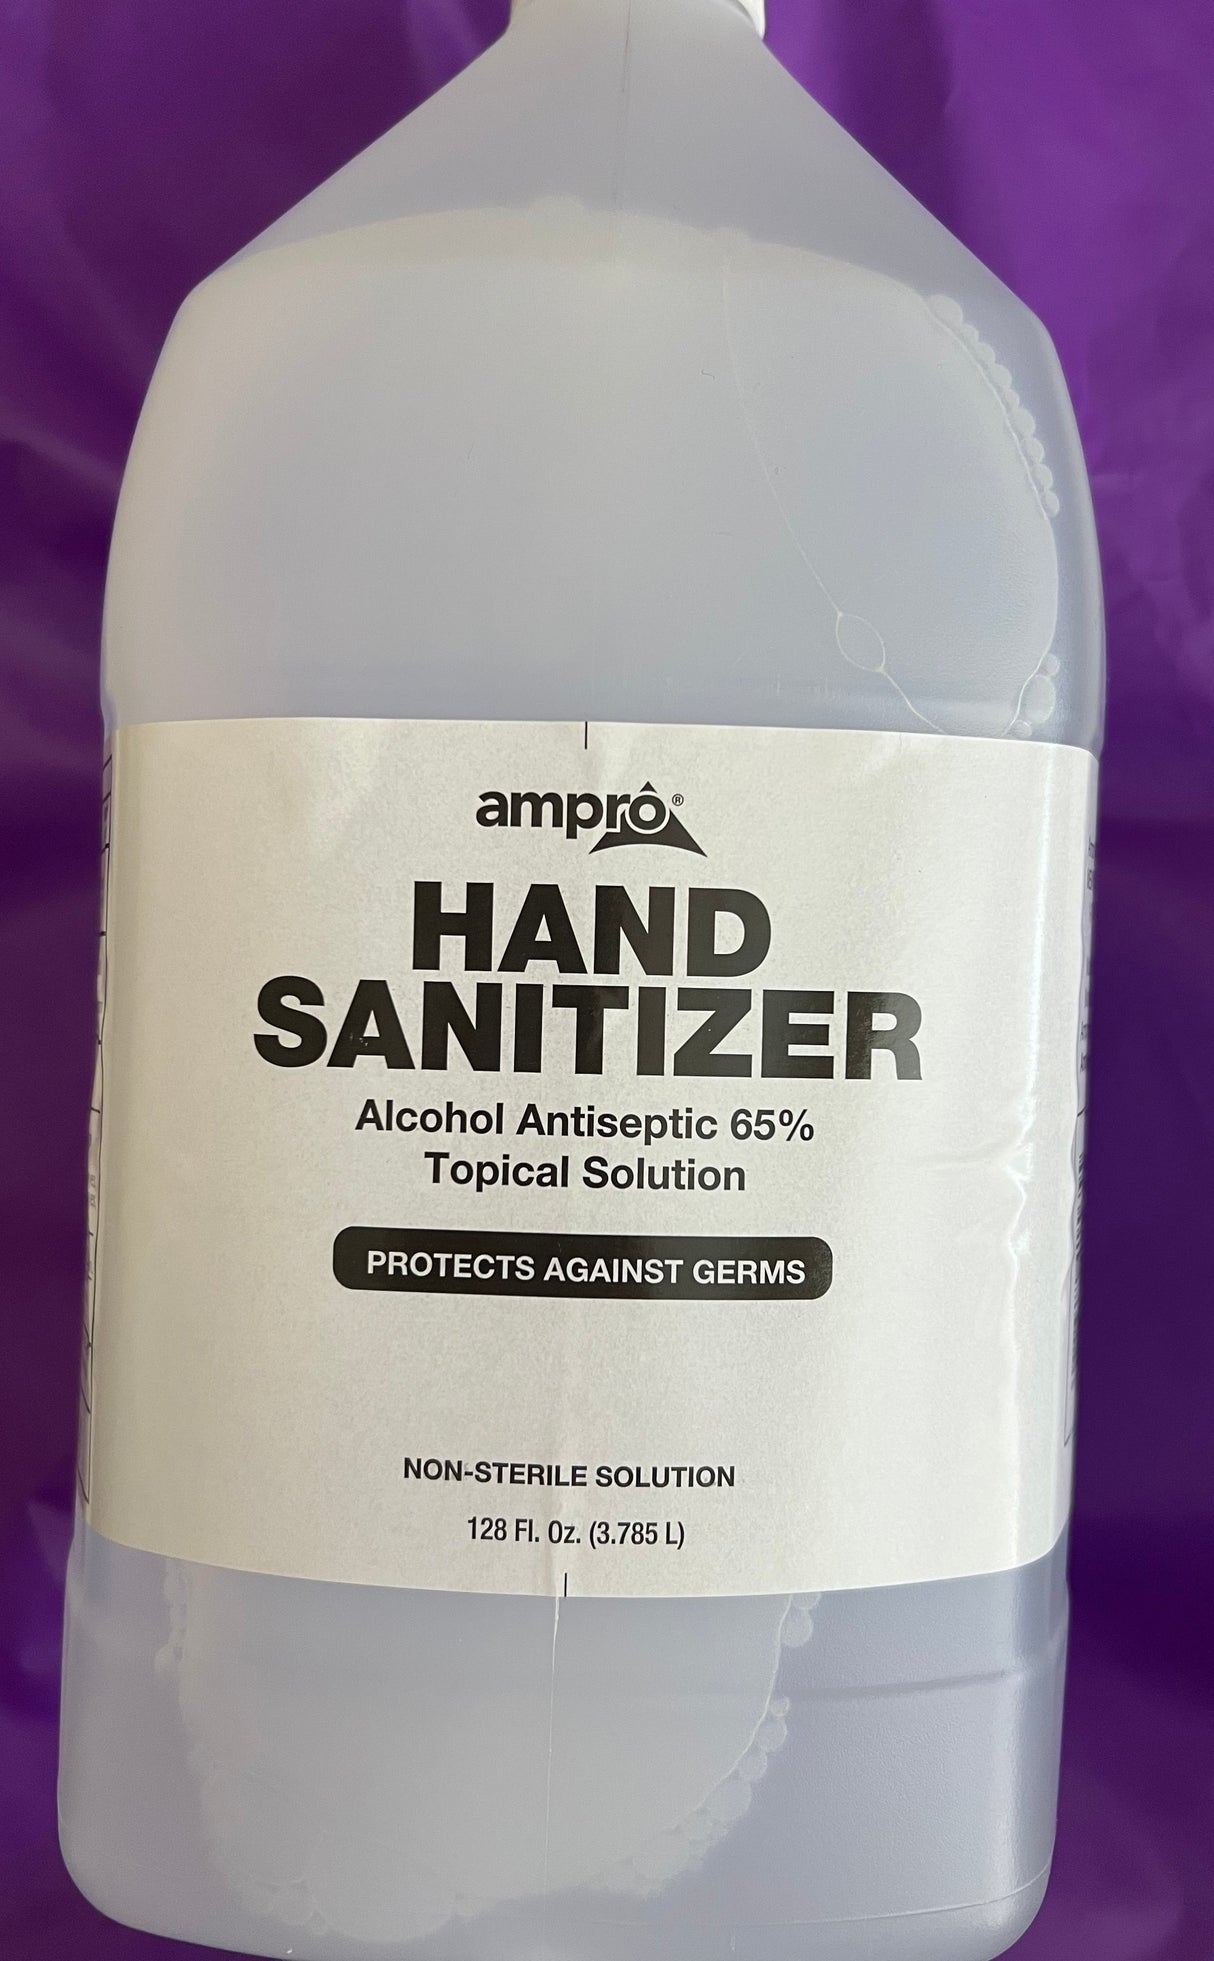 ampro®
HAND
SANITIZER
Alcohol Antiseptic 65%
Topical Solution
PROTECTS AGAINST GERMS
NON-STERILE SOLUTION
128 Fl. Oz. (3.785 L)